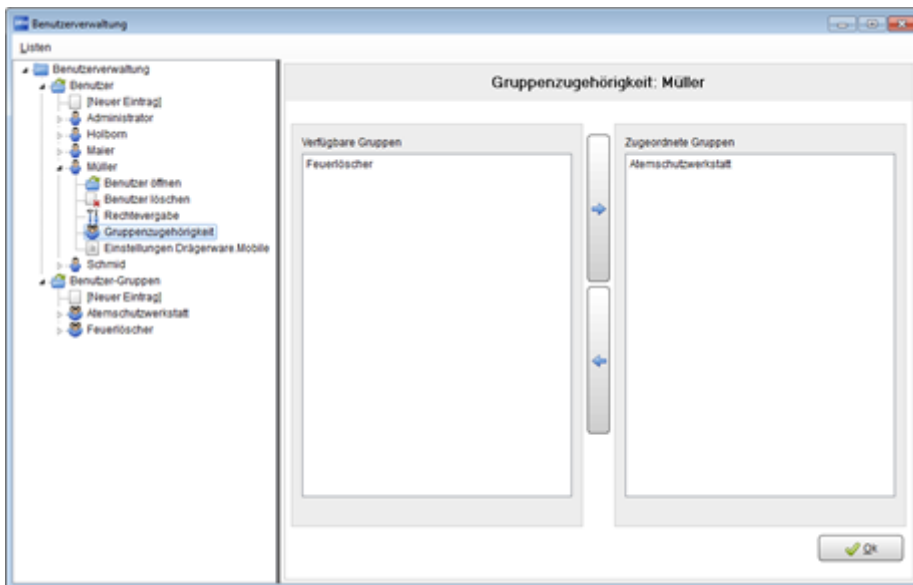 Benutzerverwaltung
Listen
Benutzerverwaltung
Benutzer
[Neuer Eintrag]
Administrator
Holborn
Maier
Müller
Benutzer öffnen
Benutzer löschen
Rechtevergabe
Gruppenzugehörigkeit
Einstellungen Drägerware.Mobile
Schmid
Benutzer-Gruppen
[Neuer Eintrag]
Atemschutzwerkstatt
Feuerlöscher
Gruppenzugehörigkeit: Müller
Verfügbare Gruppen
Feuerlöscher
Zugeordnete Gruppen
Atemschutzwerkstatt
Ok